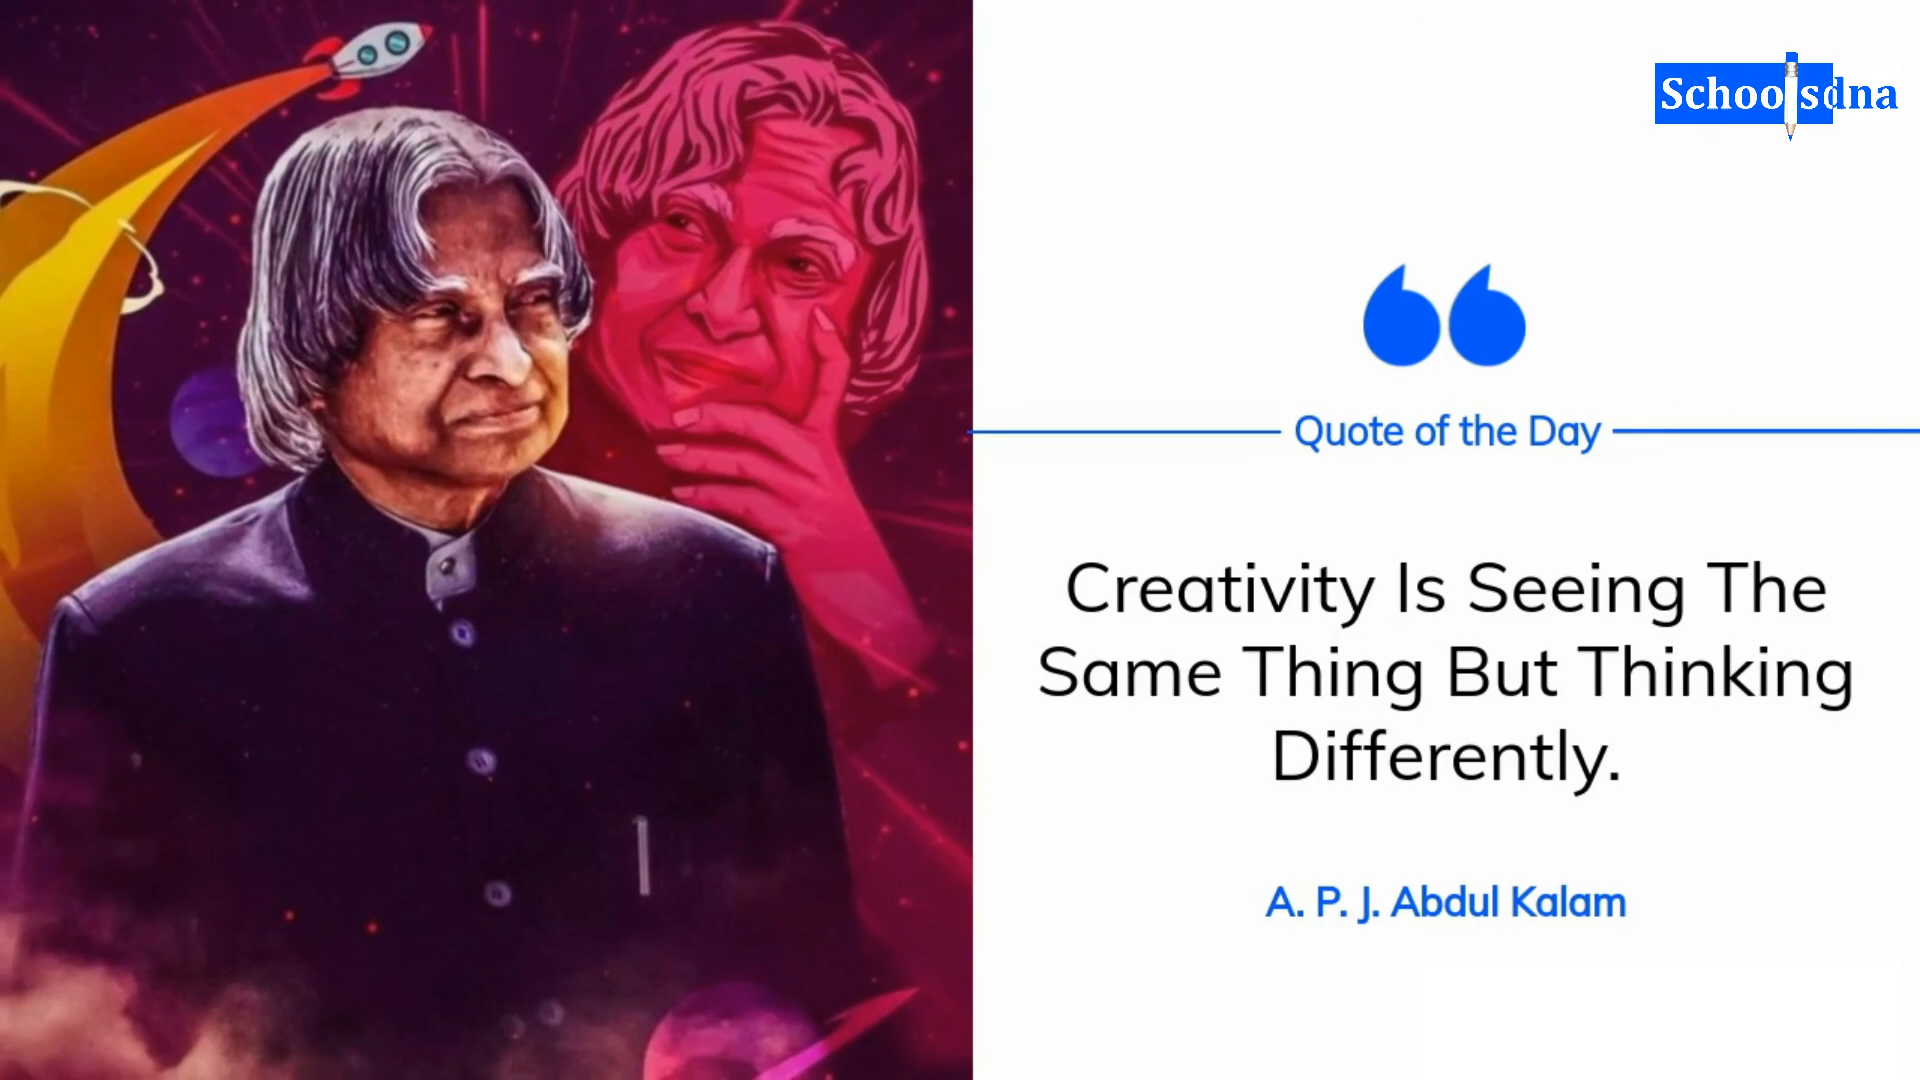 Schoolsdna
Quote of the Day
Creativity Is Seeing The
Same Thing But Thinking
Differently.
A. P. J. Abdul Kalam